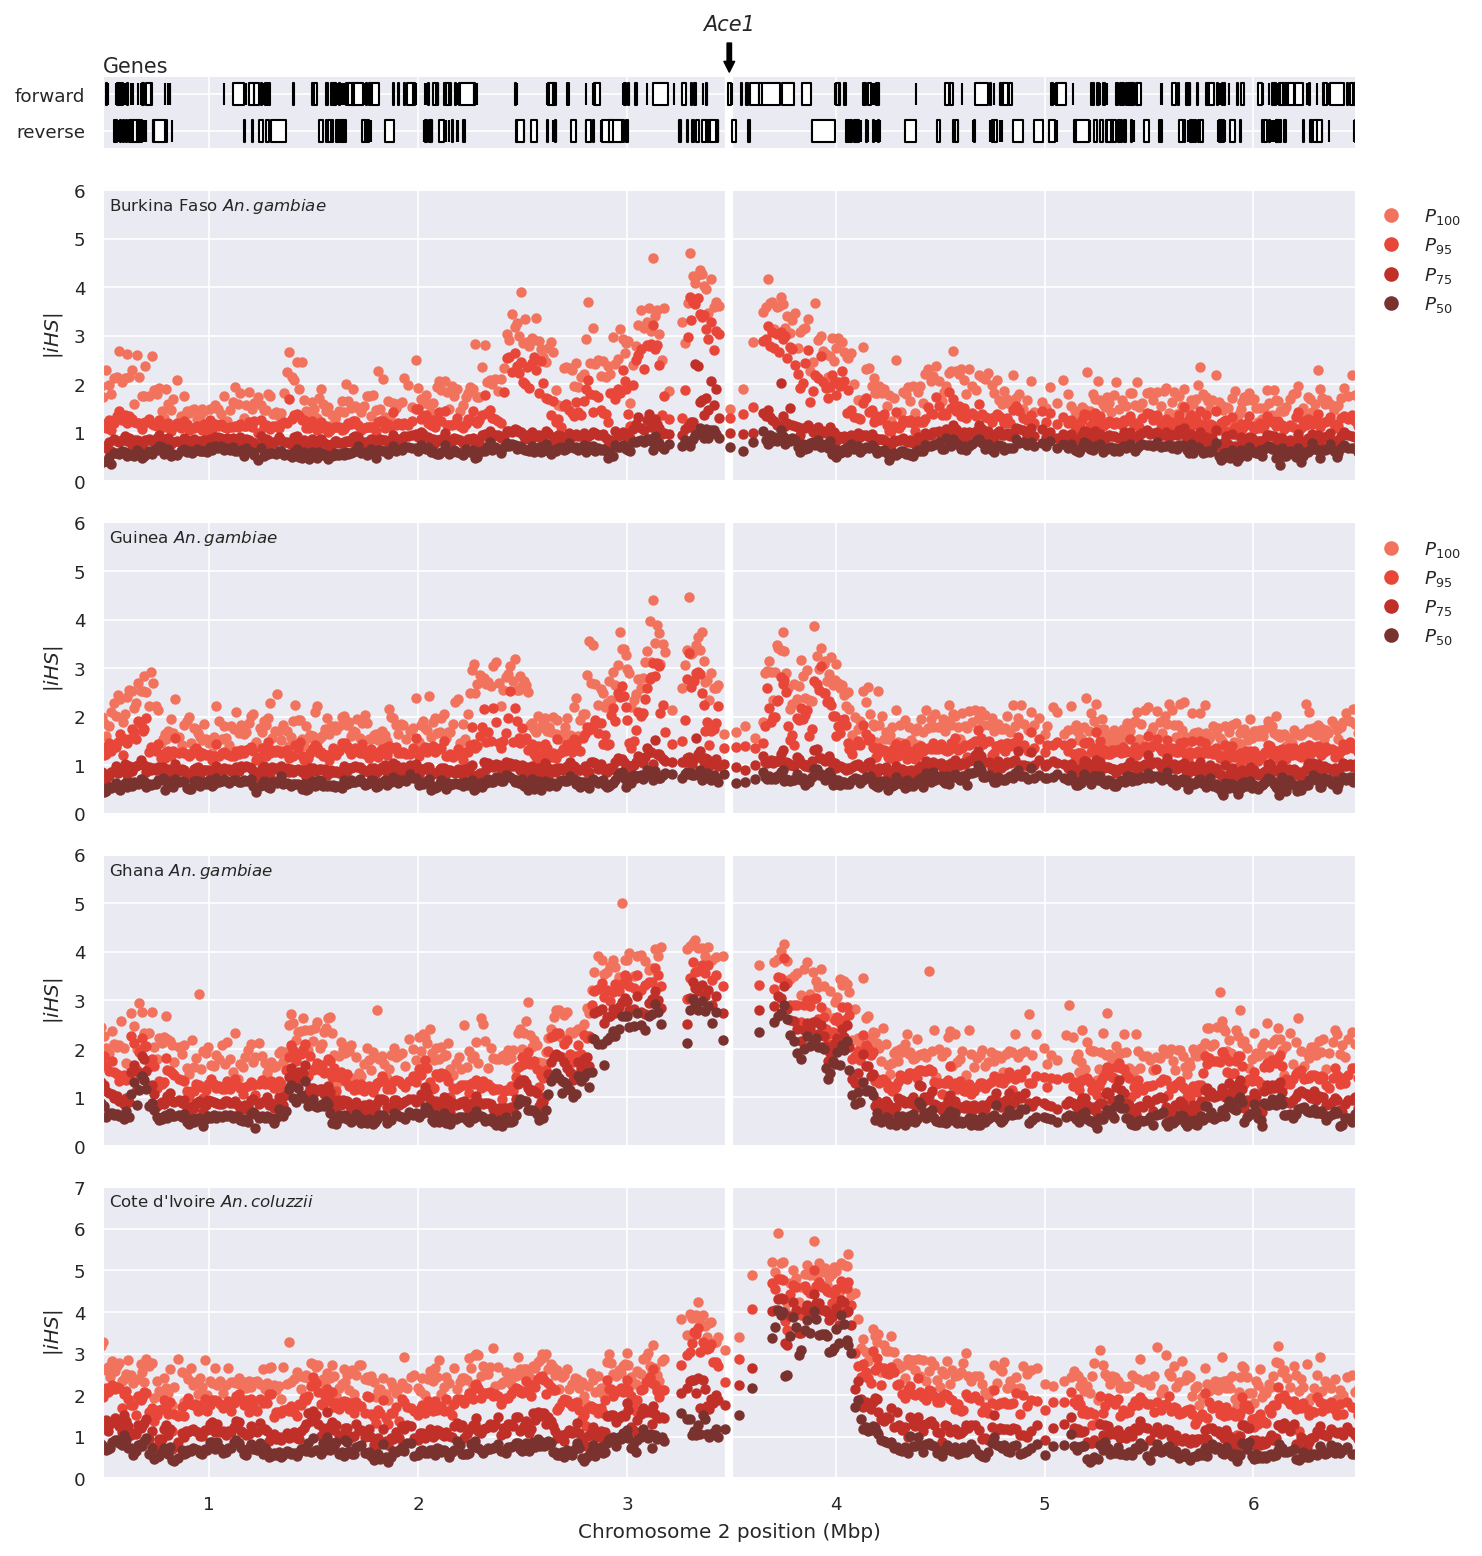 Ace1
Genes
forward
reverse
6
Burkina Faso An. gambiae
5
4
3
2
1
0
|iHS|
P100
P95
P75
P50
6
Guinea An. gambiae
5
4
3
2
1
0
|iHS|
P100
P95
P75
P50
6
Ghana An. gambiae
5
4
3
2
1
0
|iHS|
7
Cote d'Ivoire An. coluzzii
6
5
4
3
2
1
0
|iHS|
1 2 3 4 5 6
Chromosome 2 position (Mbp)